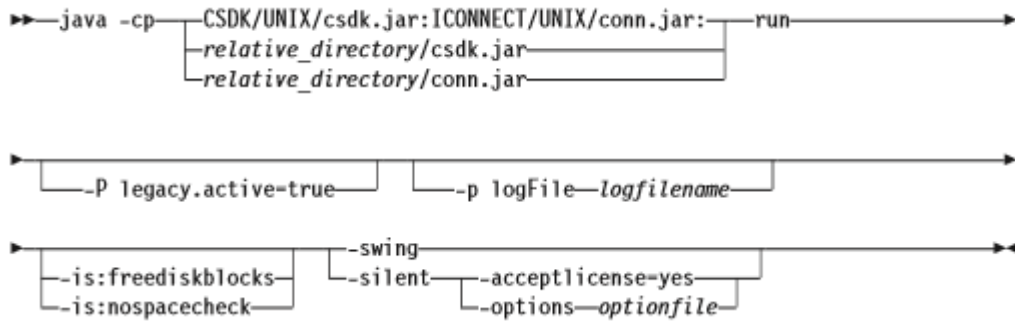 java -cp CSDK/UNIX/csdk.jar:ICONNECT/UNIX/conn.jar: run
relative_directory/csdk.jar
relative_directory/conn.jar
-P legacy.active=true -p logFile logfilename
-swing
-is:freediskblocks -silent -acceptlicense=yes
-is:nospacecheck -options optionfile